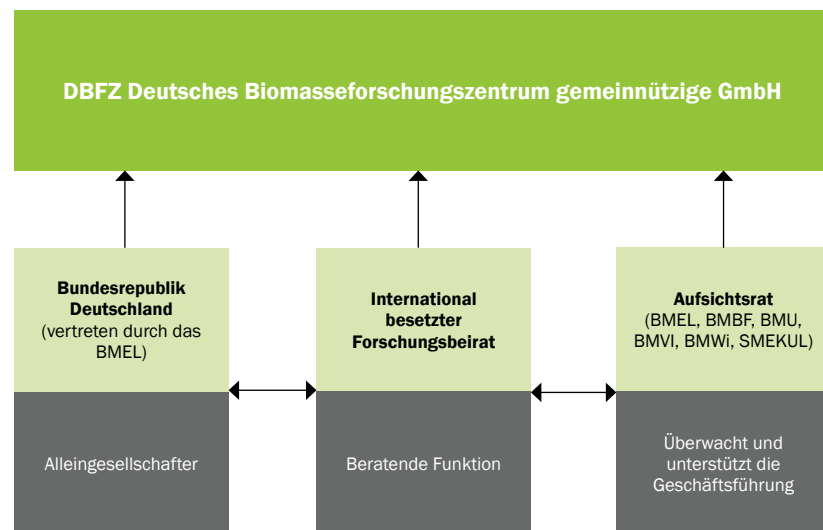 DBFZ Deutsches Biomasseforschungszentrum gemeinnützige GmbH
Bundesrepublik
Deutschland
(vertreten durch das
BMEL)
Alleingesellschafter
International
besetzter
Forschungsbeirat
Beratende Funktion
Aufsichtsrat
(BMEL, BMBF, BMU,
BMVI, BMWi, SMEKUL)
Überwacht und
unterstützt die
Geschäftsführung